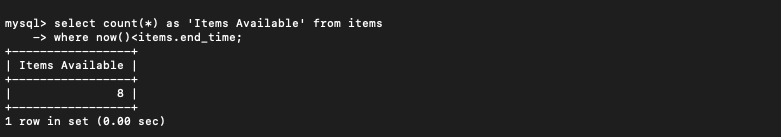 mysql> select count(*) as 'Items Available' from items
    -> where now()<items.end_time;
+-----------------+
| Items Available |
+-----------------+
|               8 |
+-----------------+
1 row in set (0.00 sec)